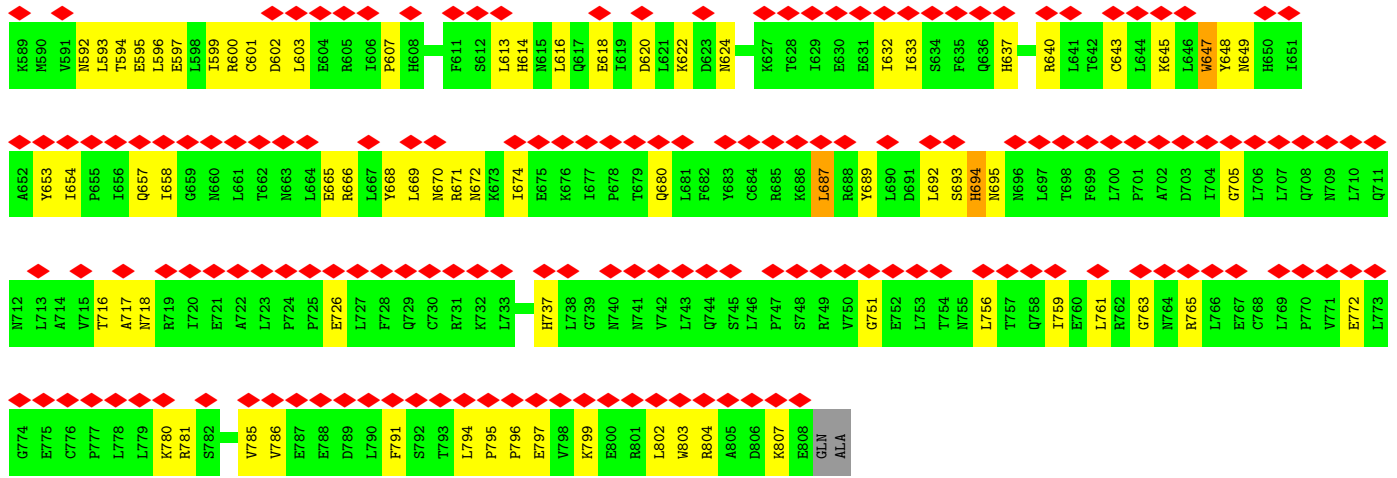 K589 M590 V591 N592 L593 T594 E595 L596 E597 L598 I599 R600 C601 D602 L603 E604 R605 I606 P607 H608 F611 S612 L613 H614 N615 L616 Q617 E618 I619 D620 L621 K622 D623 N624 K627 T628 I629 E630 E631 I632 I633 S634 F635 Q636 H637 R640 L641 T642 C643 L644 K645 L646 W647 Y648 N649 H650 I651
A652 Y653 I654 P655 I656 Q657 I658 G659 N660 L661 T662 N663 L664 E665 R666 L667 Y668 L669 N670 R671 N672 K673 I674 E675 K676 I677 P678 T679 Q680 L681 F682 Y683 C684 R685 K686 L687 R688 Y689 L690 D691 L692 S693 H694 N695 N696 L697 T698 F699 L700 P701 A702 D703 I704 G705 L706 L707 Q708 N709 L710 Q711
N712 L713 A714 V715 T716 A717 N718 R719 I720 E721 A722 L723 P724 P725 E726 L727 F728 Q729 C730 R731 K732 L733 H737 L738 G739 N740 N741 V742 L743 Q744 S745 L746 P747 S748 R749 V750 G751 E752 L753 T754 N755 L756 T757 Q758 I759 E760 L761 R762 G763 N764 R765 L766 E767 C768 L769 P770 V771 E772 L773
G774 E775 C776 P777 L778 L779 K780 R781 S782 V785 V786 E787 E788 D789 L790 F791 S792 T793 L794 P795 P796 E797 V798 K799 E800 R801 L802 W803 R804 A805 D806 K807 E808 GLN ALA